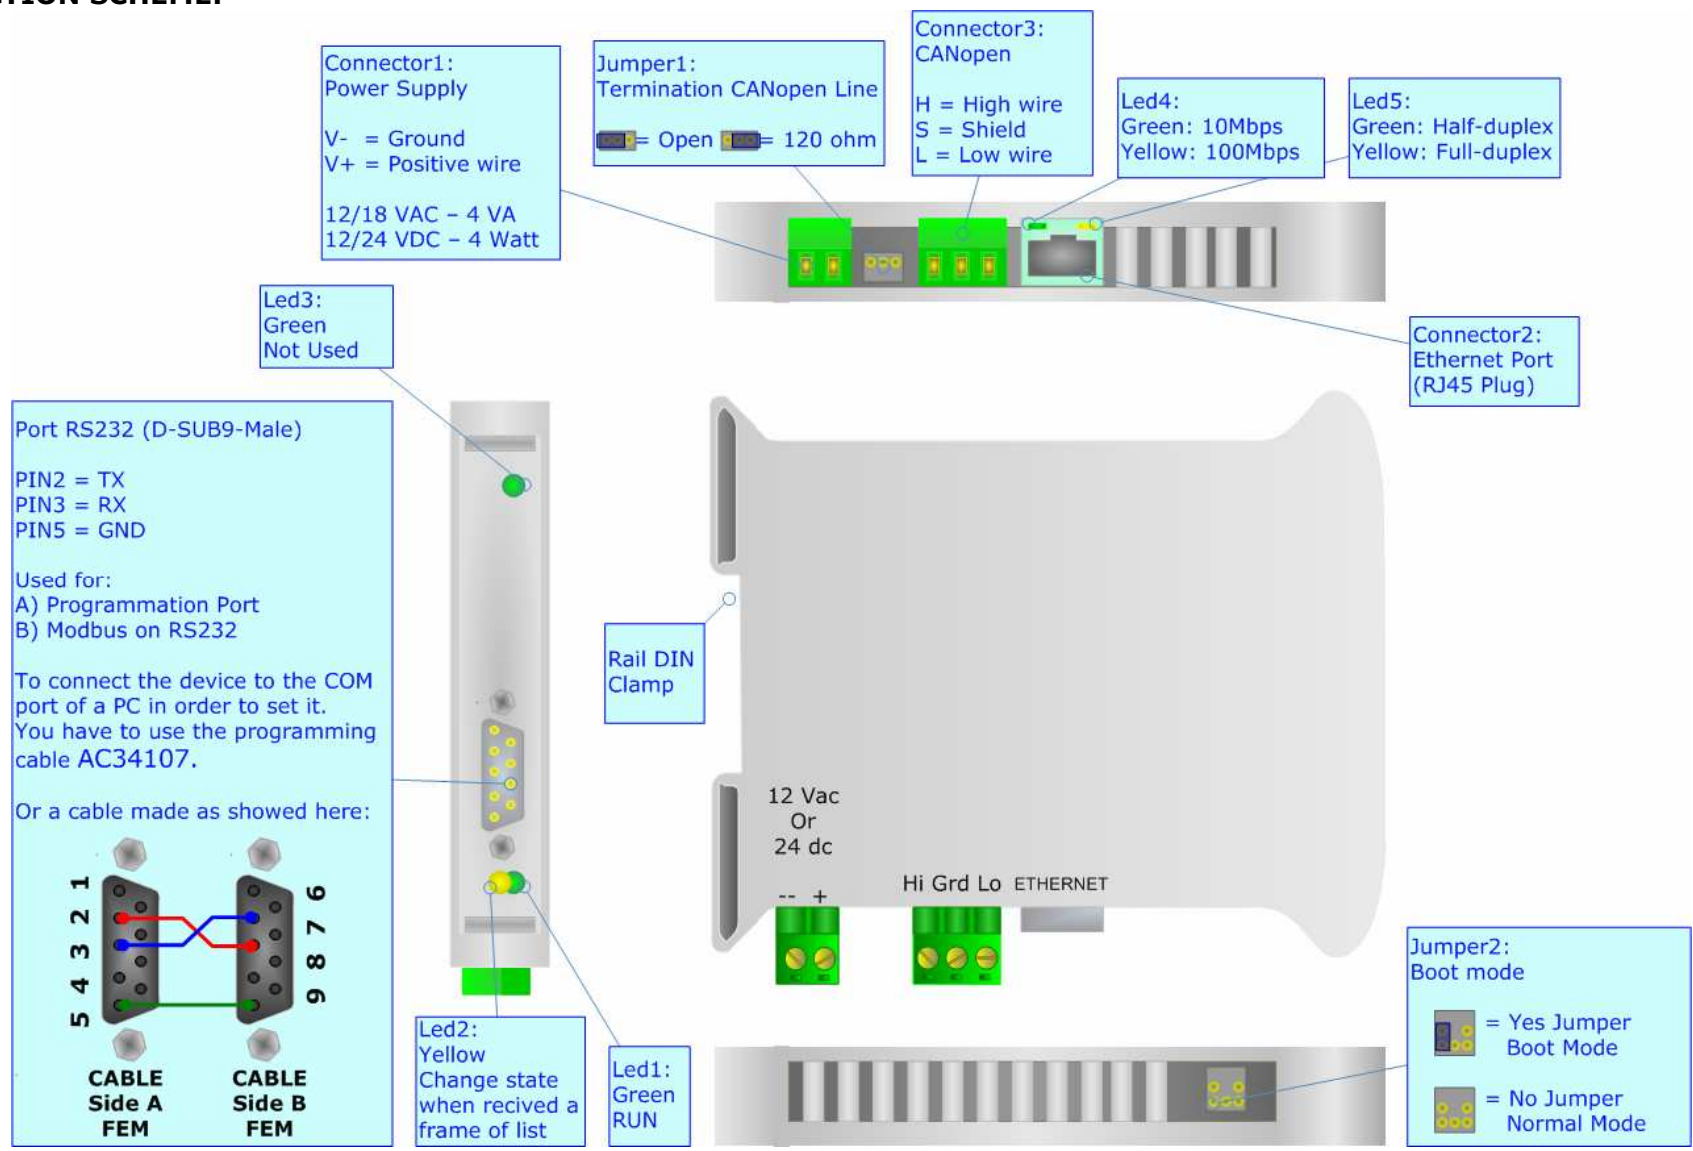 Connector1:
Power Supply
V- = Ground
V+ = Positive wire
12/18 VAC – 4 VA
12/24 VDC – 4 Watt
Jumper1:
Termination CANopen Line
= Open = 120 ohm
Connector3:
CANopen
H = High wire
S = Shield
L = Low wire
Led4:
Green: 10Mbps
Yellow: 100Mbps
Led5:
Green: Half-duplex
Yellow: Full-duplex
Led3:
Green
Not Used
Connector2:
Ethernet Port
(RJ45 Plug)
Port RS232 (D-SUB9-Male)
PIN2 = TX
PIN3 = RX
PIN5 = GND
Used for:
A) Programmation Port
B) Modbus on RS232
To connect the device to the COM
port of a PC in order to set it.
You have to use the programming
cable AC34107.
Or a cable made as showed here:
1
2
3
4
5
6
7
8
9
CABLE
Side A
FEM
CABLE
Side B
FEM
Rail DIN
Clamp
12 Vac
Or
24 dc
-- +
Hi Grd Lo ETHERNET
Led2:
Yellow
Change state
when recived a
frame of list
Led1:
Green
RUN
Jumper2:
Boot mode
= Yes Jumper
Boot Mode
= No Jumper
Normal Mode